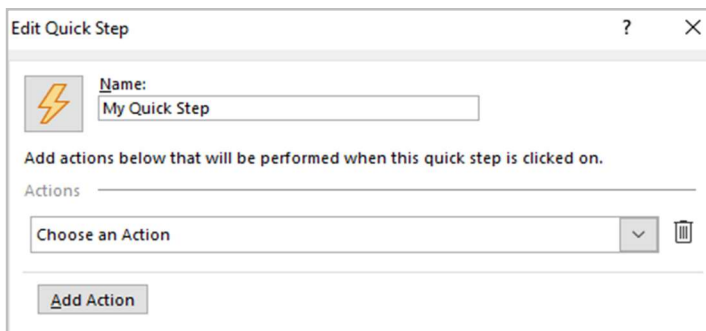 Edit Quick Step ?
Name:
My Quick Step
Add actions below that will be performed when this quick step is clicked on.
Actions
Choose an Action
Add Action